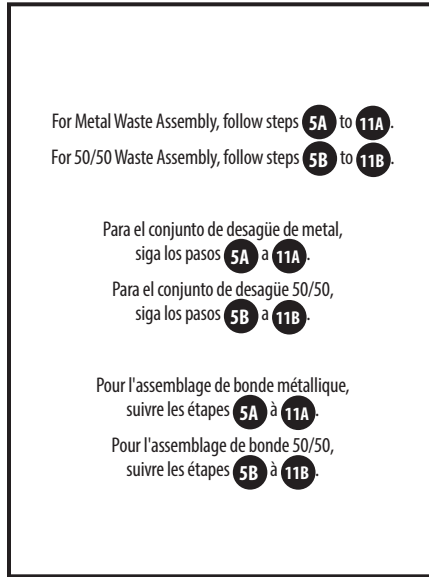 For Metal Waste Assembly, follow steps 5A to 11A.
For 50/50 Waste Assembly, follow steps 5B to 11B.
Para el conjunto de desagüe de metal,
siga los pasos 5A a 11A.
Para el conjunto de desagüe 50/50,
siga los pasos 5B a 11B.
Pour l'assemblage de bonde métallique,
suivre les étapes 5A à 11A.
Pour l'assemblage de bonde 50/50,
suivre les étapes 5B à 11B.